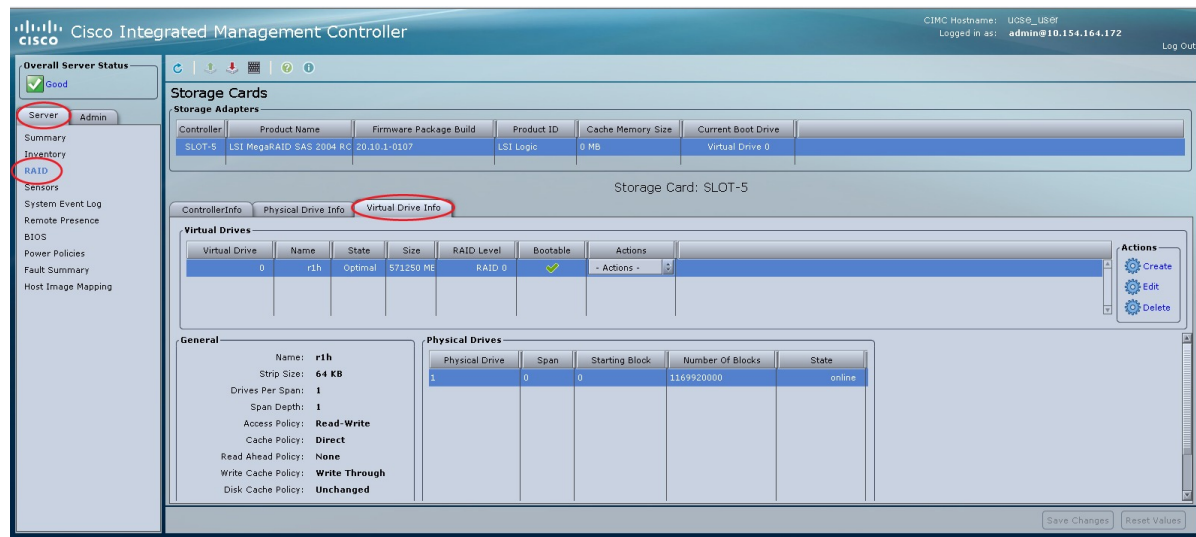 CISCO Cisco Integrated Management Controller
CIMC Hostname: ucse_user
Logged in as: admin@10.154.164.172
Log Out
Overall Server Status
Good
Server Admin
Summary
Inventory
RAID
Sensors
System Event Log
Remote Presence
BIOS
Power Policies
Fault Summary
Host Image Mapping
Storage Cards
Storage Adapters
Controller Product Name Firmware Package Build Product ID Cache Memory Size Current Boot Drive
SLOT-5 LSI MegaRAID SAS 2004 RC 20.10.1-0107 LSI Logic 0 MB Virtual Drive 0
Storage Card: SLOT-5
ControllerInfo Physical Drive Info Virtual Drive Info
Virtual Drives
Virtual Drive Name State Size RAID Level Bootable Actions
0 r1h Optimal 571250 ME RAID 0 - Actions -
Actions
Create
Edit
Delete
General
Name: r1h
Strip Size: 64 KB
Drives Per Span: 1
Span Depth: 1
Access Policy: Read-Write
Cache Policy: Direct
Read Ahead Policy: None
Write Cache Policy: Write Through
Disk Cache Policy: Unchanged
Physical Drives
Physical Drive Span Starting Block Number Of Blocks State
1 0 0 1169920000 online
Save Changes Reset Values